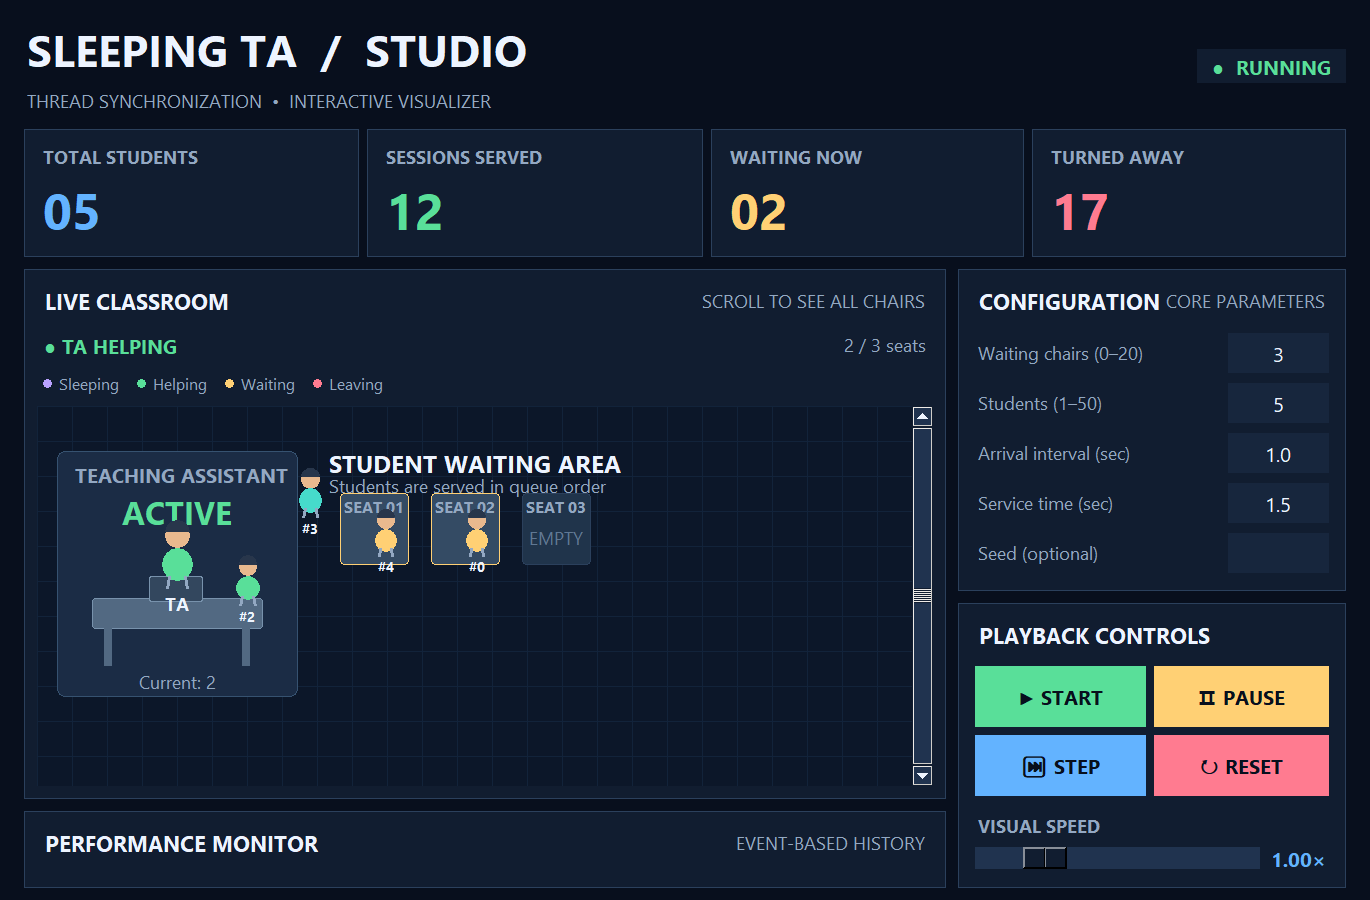 SLEEPING TA / STUDIO
● RUNNING
THREAD SYNCHRONIZATION • INTERACTIVE VISUALIZER
TOTAL STUDENTS
05
SESSIONS SERVED
12
WAITING NOW
02
TURNED AWAY
17
LIVE CLASSROOM
SCROLL TO SEE ALL CHAIRS
● TA HELPING
2 / 3 seats
Sleeping
Helping
Waiting
Leaving
TEACHING ASSISTANT
ACTIVE
TA
#2
Current: 2
#3
STUDENT WAITING AREA
Students are served in queue order
SEAT 01
#4
SEAT 02
#0
SEAT 03
EMPTY
PERFORMANCE MONITOR
EVENT-BASED HISTORY
CONFIGURATION
CORE PARAMETERS
Waiting chairs (0–20)
3
Students (1–50)
5
Arrival interval (sec)
1.0
Service time (sec)
1.5
Seed (optional)
PLAYBACK CONTROLS
▶ START
⏸ PAUSE
⏭ STEP
↻ RESET
VISUAL SPEED
1.00×